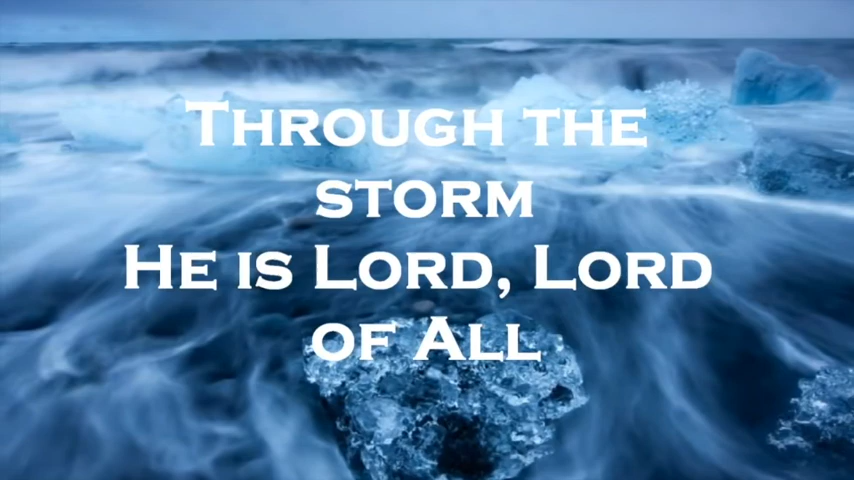 Through the
storm
He is Lord, Lord
of All